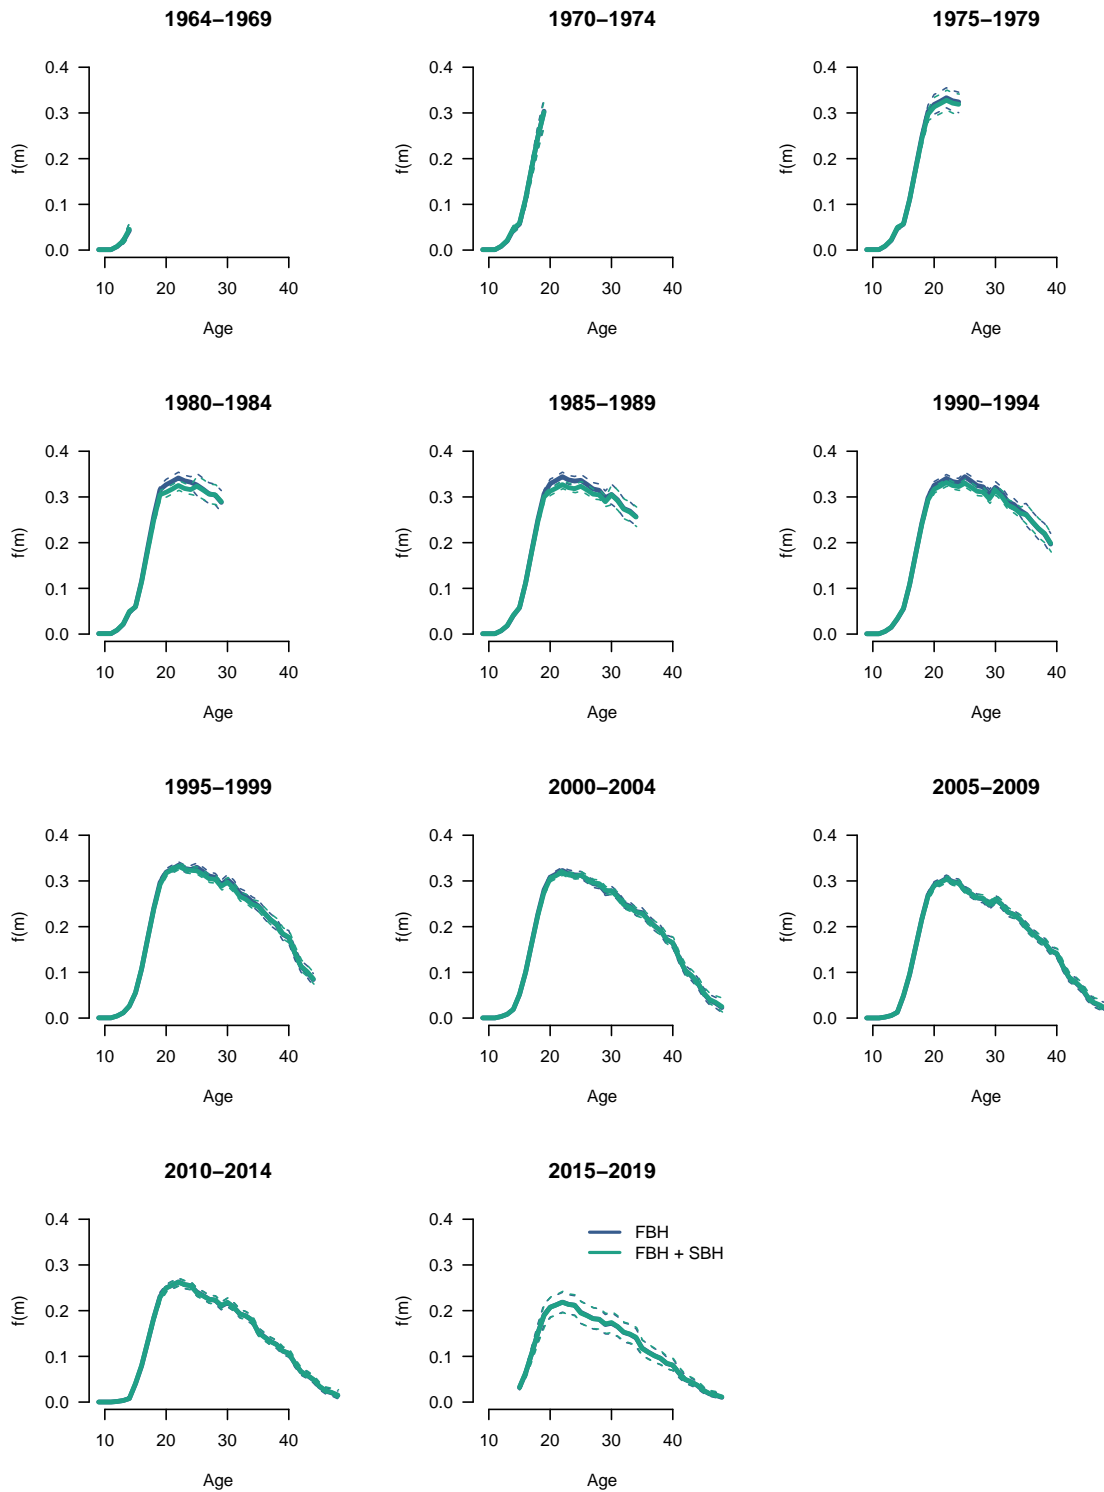 1964−1969
0.4
0.3
0.2
0.1
0.0
f(m)
10 20 30 40
Age
1970−1974
0.4
0.3
0.2
0.1
0.0
f(m)
10 20 30 40
Age
1975−1979
0.4
0.3
0.2
0.1
0.0
f(m)
10 20 30 40
Age
1980−1984
0.4
0.3
0.2
0.1
0.0
f(m)
10 20 30 40
Age
1985−1989
0.4
0.3
0.2
0.1
0.0
f(m)
10 20 30 40
Age
1990−1994
0.4
0.3
0.2
0.1
0.0
f(m)
10 20 30 40
Age
1995−1999
0.4
0.3
0.2
0.1
0.0
f(m)
10 20 30 40
Age
2000−2004
0.4
0.3
0.2
0.1
0.0
f(m)
10 20 30 40
Age
2005−2009
0.4
0.3
0.2
0.1
0.0
f(m)
10 20 30 40
Age
2010−2014
0.4
0.3
0.2
0.1
0.0
f(m)
10 20 30 40
Age
2015−2019
FBH
FBH + SBH
0.4
0.3
0.2
0.1
0.0
f(m)
10 20 30 40
Age